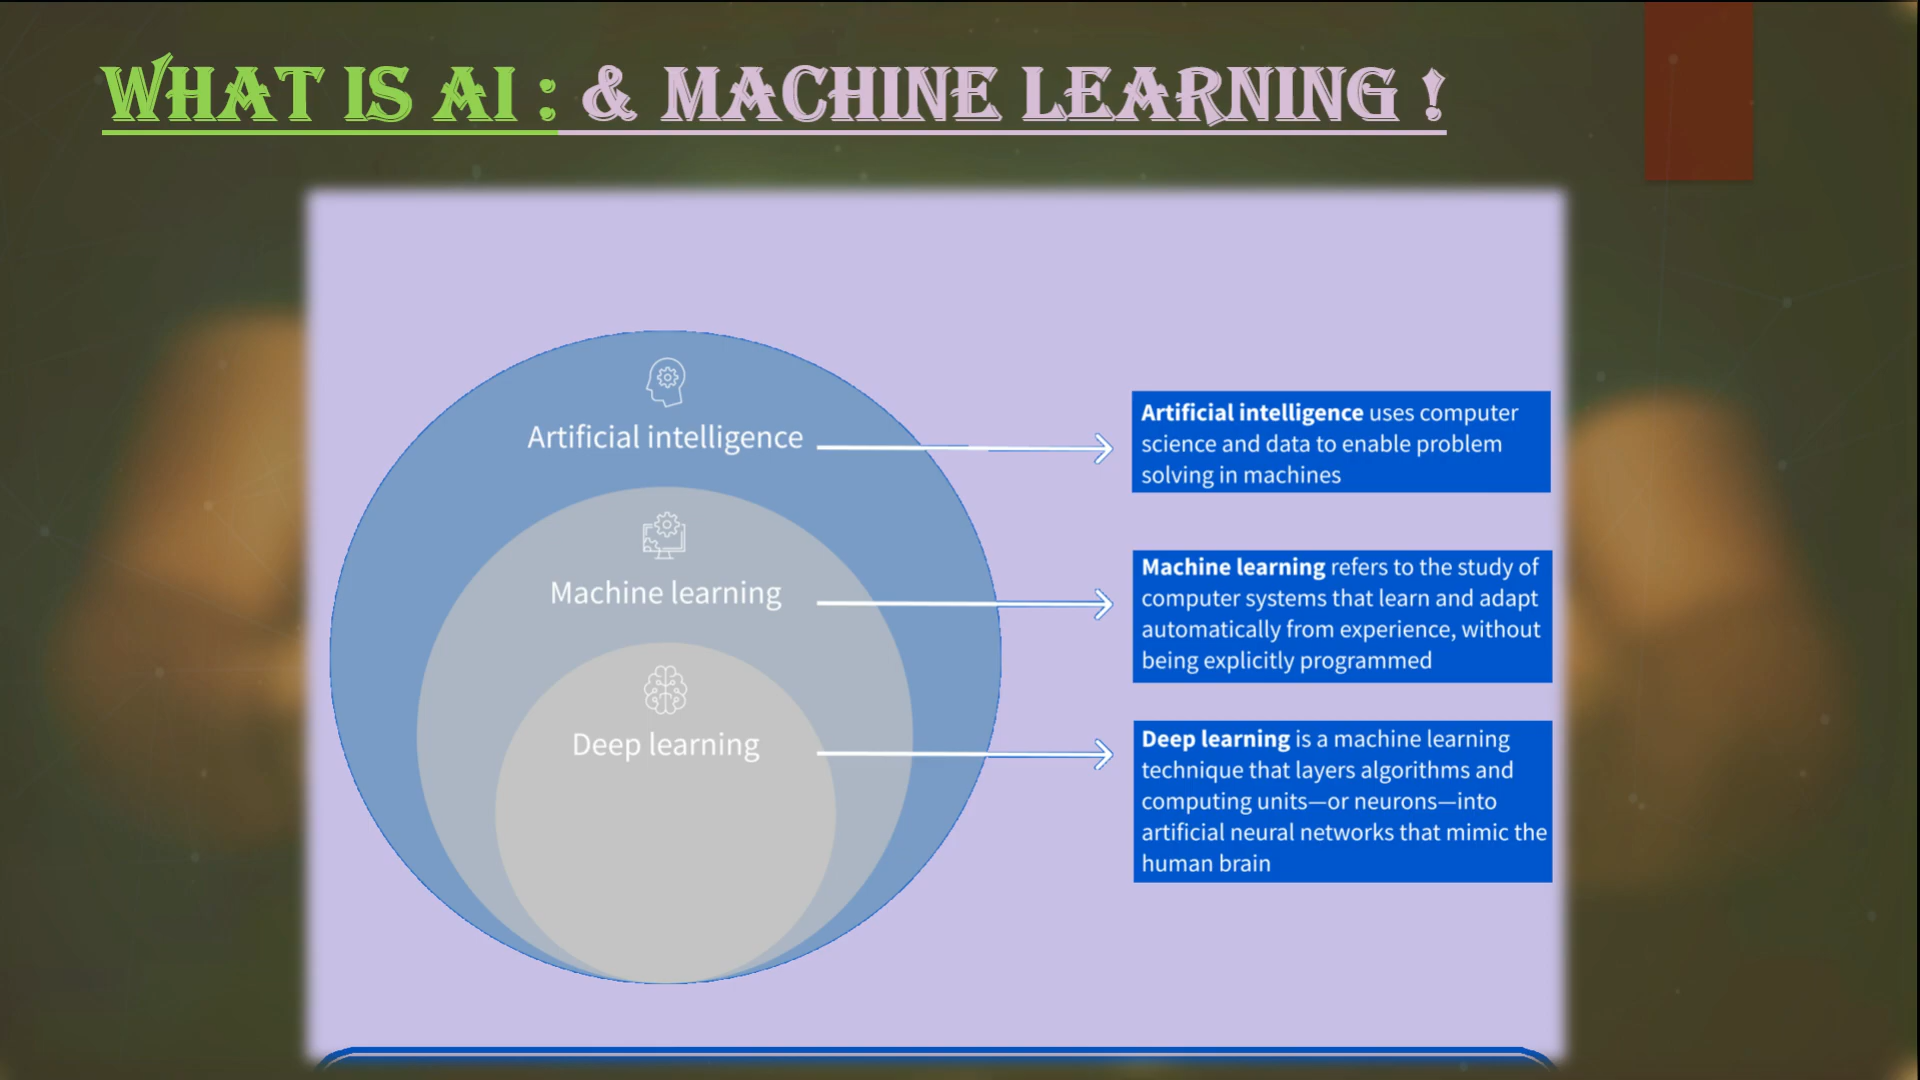 WHAT IS AI : & MACHINE LEARNING !
Artificial intelligence
Artificial intelligence uses computer
science and data to enable problem
solving in machines
Machine learning
Machine learning refers to the study of
computer systems that learn and adapt
automatically from experience, without
being explicitly programmed
Deep learning
Deep learning is a machine learning
technique that layers algorithms and
computing units—or neurons—into
artificial neural networks that mimic the
human brain